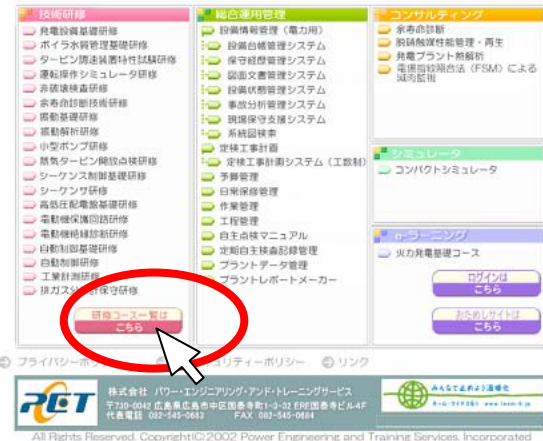 技術研修
発電設備基礎研修
ボイラ水質管理基礎研修
タービン調速装置特性試験研修
運転操作シミュレータ研修
非破壊検査研修
余寿命診断技術研修
振動基礎研修
振動解析研修
小型ポンプ研修
蒸気タービン開放点検研修
シーケンス制御基礎研修
シーケンサ研修
高低圧配電盤基礎研修
電動機保護回路研修
電動機絶縁診断研修
自動制御基礎研修
自動制御研修
工業計測研修
排ガス分 保守研修
研修コース一覧は
こちら
総合運用管理
設備情報管理（電力用）
設備台帳管理システム
保守経歴管理システム
図面文書管理システム
設備状態管理システム
事故分析管理システム
現場保守支援システム
系統図検索
定検工事計画
定検工事計画システム（工数制）
予算管理
日常保修管理
作業管理
工程管理
自主点検マニュアル
定期自主検査記録管理
プラントデータ管理
プラントレポートメーカー
コンサルティング
余寿命診断
脱硝触媒性能管理・再生
発電プラント熱解析
電場指紋照合法（FSM）による
減肉監視
シミュレータ
コンパクトシミュレータ
e-ラーニング
火力発電基礎コース
ログインは
こちら
おためしサイトは
こちら
プライバシーポ
ュリティーポリシー
リンク
PET
株式会社 パワー・エンジニアリング・アンド・トレーニングサービス
〒730-0042 広島県広島市中区国泰寺町1-3-32 ERE国泰寺ビル4F
代表電話 082-545-0683 FAX 082-545-0684
みんなで止めよう温暖化
All Rights Reserved, Copyright(C)2002 Power Engineering and Training Services, Incorporated